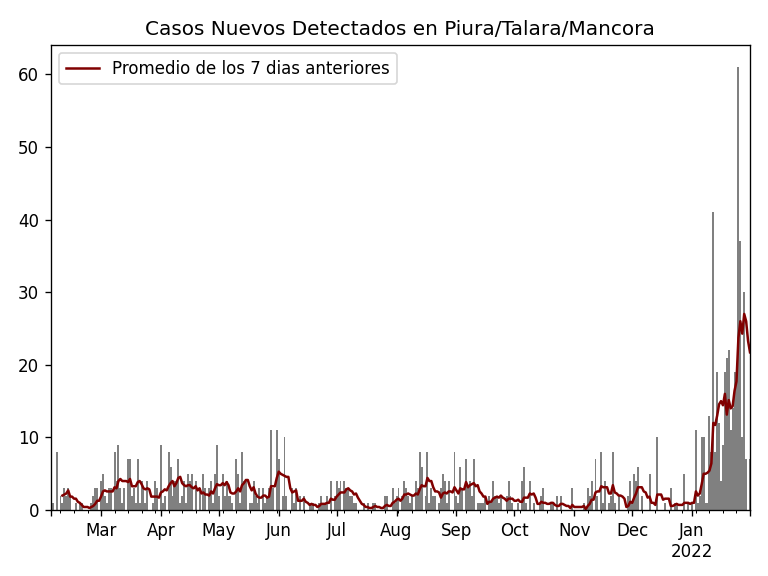 Casos Nuevos Detectados en Piura/Talara/Mancora
Promedio de los 7 dias anteriores
60
50
40
30
20
10
0
Mar Apr May Jun Jul Aug Sep Oct Nov Dec Jan
2022